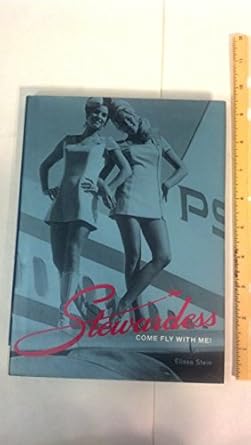 PS
Stewardess
COME FLY WITH ME!
Elissa Stein